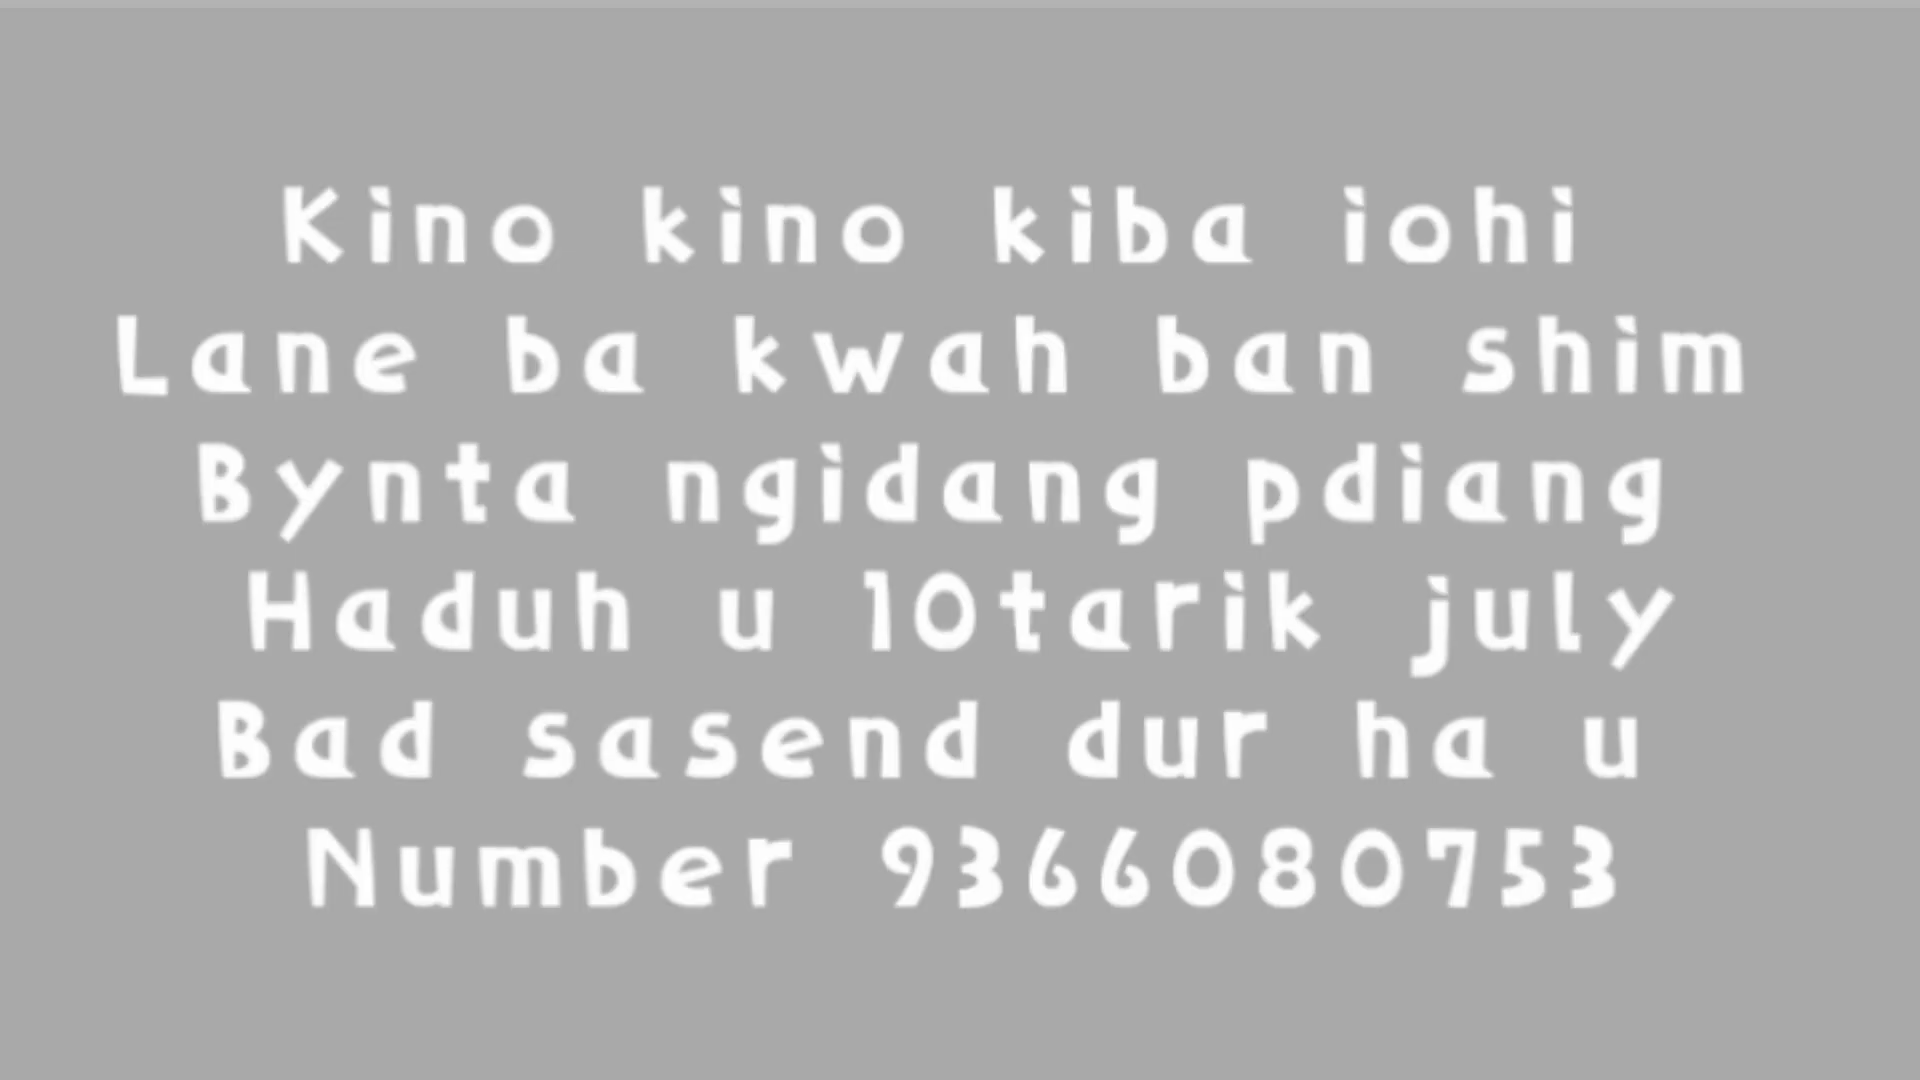 Kino kino kiba iohi
Lane ba kwah ban shim
Bynta ngidang pdiang
Haduh u 10tarik july
Bad sasend dur ha u
Number 9366080753